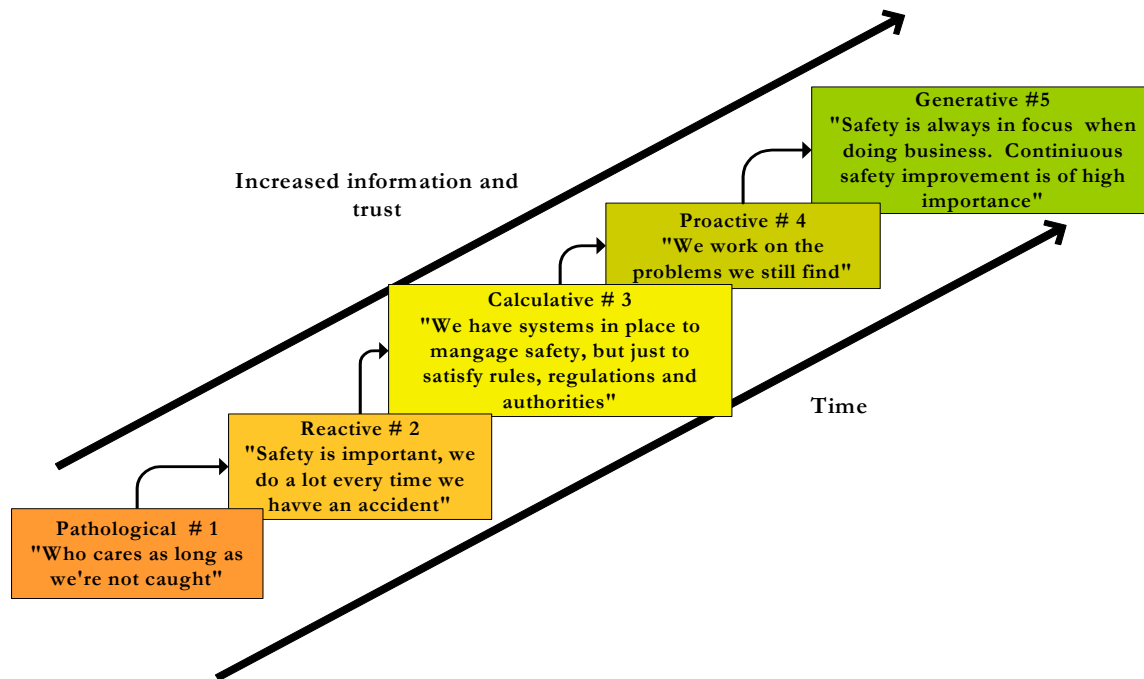 Generative #5
"Safety is always in focus when
doing business. Continiuous
safety improvement is of high
importance"
Increased information and
trust
Proactive # 4
"We work on the
problems we still find"
Calculative # 3
"We have systems in place to
mangage safety, but just to
satisfy rules, regulations and
authorities"
Time
Reactive # 2
"Safety is important, we
do a lot every time we
havve an accident"
Pathological # 1
"Who cares as long as
we're not caught"